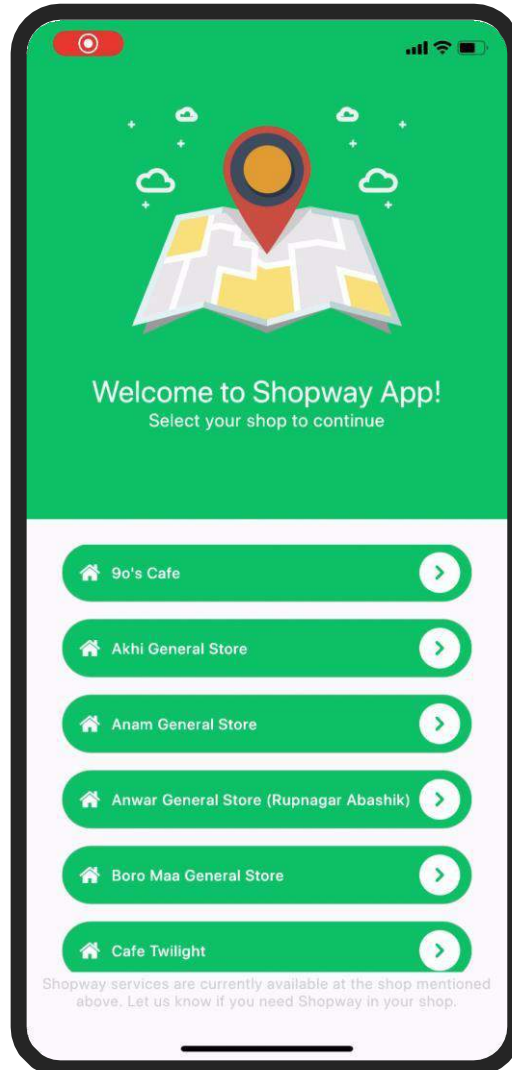 Welcome to Shopway App!
Select your shop to continue
9o's Cafe
Akhi General Store
Anam General Store
Anwar General Store (Rupnagar Abashik)
Boro Maa General Store
Cafe Twilight
Shopway services are currently available at the shop mentioned
above. Let us know if you need Shopway in your shop.